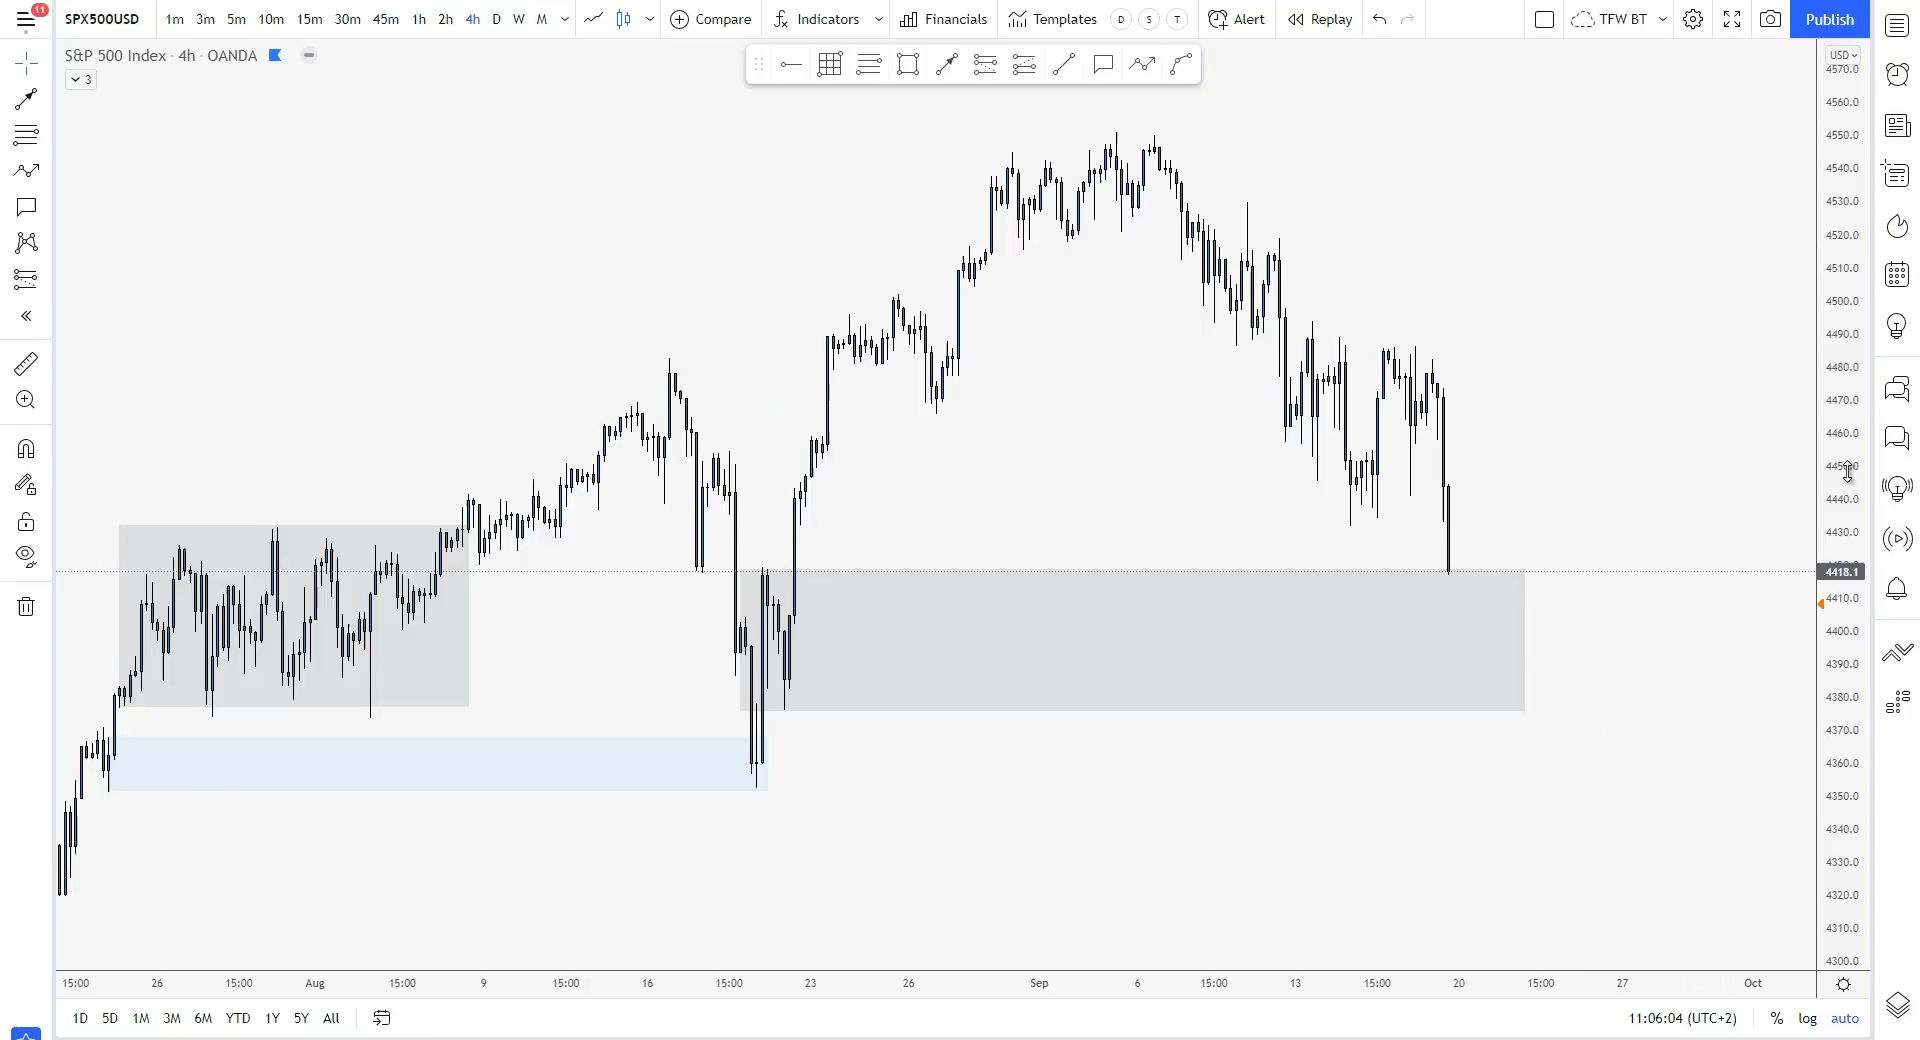 11
SPX500USD
1m 3m 5m 10m 15m 30m 45m 1h 2h 4h D W M
Compare
Indicators
Financials
Templates
D S T
Alert
Replay
TFW BT
Publish
S&P 500 Index · 4h · OANDA
3
USD
4570.0
4560.0
4550.0
4540.0
4530.0
4520.0
4510.0
4500.0
4490.0
4480.0
4470.0
4460.0
4440.0
4430.0
4418.1
4410.0
4400.0
4390.0
4380.0
4370.0
4360.0
4350.0
4340.0
4330.0
4320.0
4310.0
4300.0
15:00 26 15:00 Aug 15:00 9 15:00 16 15:00 23 26 Sep 6 15:00 13 15:00 20 15:00 27 Oct
1D 5D 1M 3M 6M YTD 1Y 5Y All
11:06:04 (UTC+2) % log auto